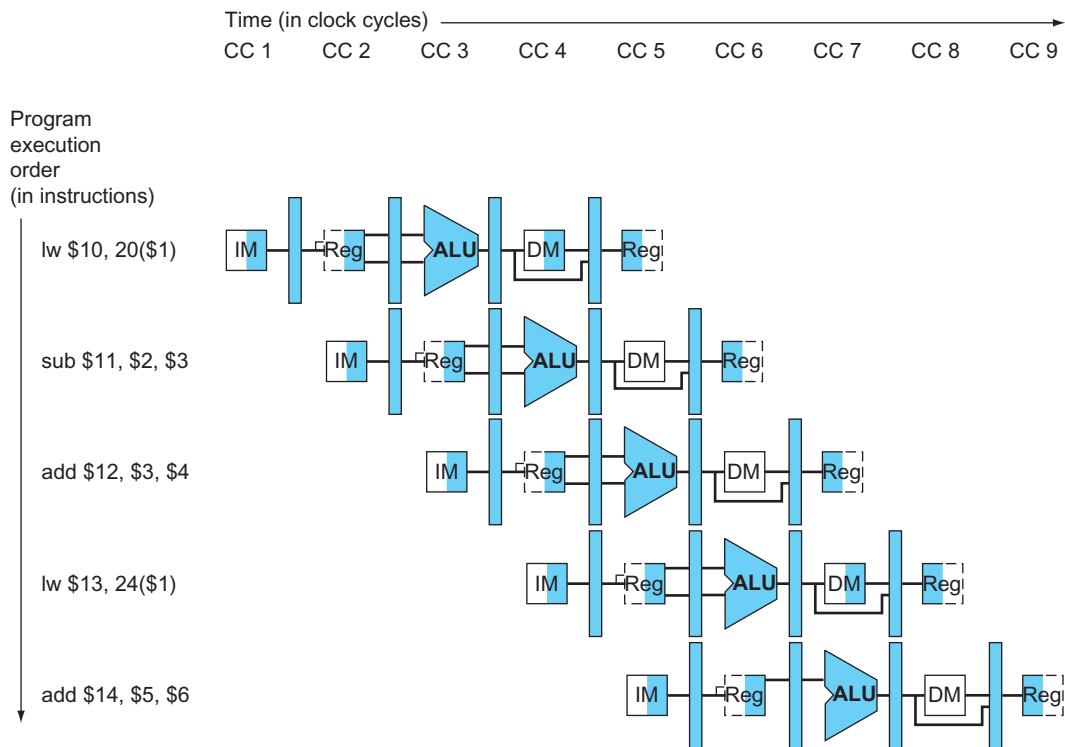 Time (in clock cycles)
CC 1 CC 2 CC 3 CC 4 CC 5 CC 6 CC 7 CC 8 CC 9
Program
execution
order
(in instructions)
lw $10, 20($1)
IM Reg ALU DM Reg
sub $11, $2, $3
IM Reg ALU DM Reg
add $12, $3, $4
IM Reg ALU DM Reg
lw $13, 24($1)
IM Reg ALU DM Reg
add $14, $5, $6
IM Reg ALU DM Reg